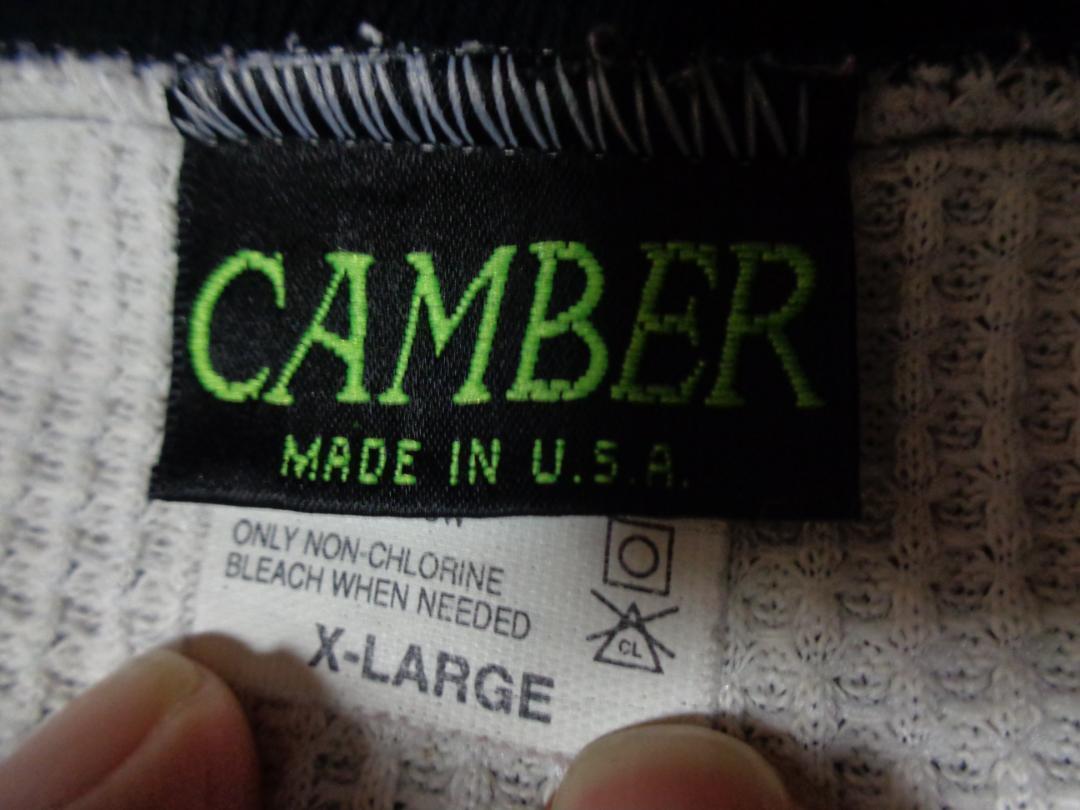 CAMBER
MADE IN U.S.A.
ONLY NON-CHLORINE
BLEACH WHEN NEEDED
CL
X-LARGE